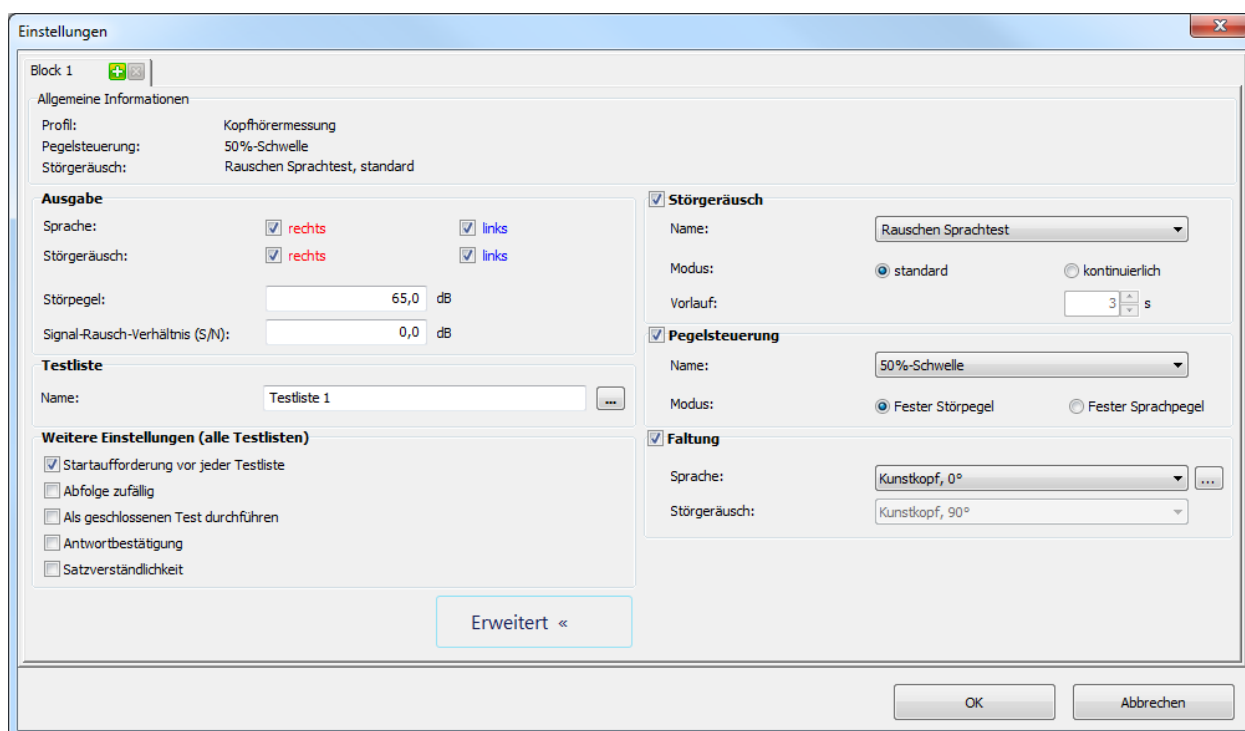 Einstellungen
Block 1
Allgemeine Informationen
Profil: Kopfhörermessung
Pegelsteuerung: 50%-Schwelle
Störgeräusch: Rauschen Sprachtest, standard
Ausgabe
Sprache: rechts links
Störgeräusch: rechts links
Störpegel: 65,0 dB
Signal-Rausch-Verhältnis (S/N): 0,0 dB
Testliste
Name: Testliste 1 ...
Weitere Einstellungen (alle Testlisten)
Startaufforderung vor jeder Testliste
Abfolge zufällig
Als geschlossenen Test durchführen
Antwortbestätigung
Satzverständlichkeit
Erweitert «
Störgeräusch
Name: Rauschen Sprachtest
Modus: standard kontinuierlich
Vorlauf: 3 s
Pegelsteuerung
Name: 50%-Schwelle
Modus: Fester Störpegel Fester Sprachpegel
Faltung
Sprache: Kunstkopf, 0° ...
Störgeräusch: Kunstkopf, 90°
OK Abbrechen